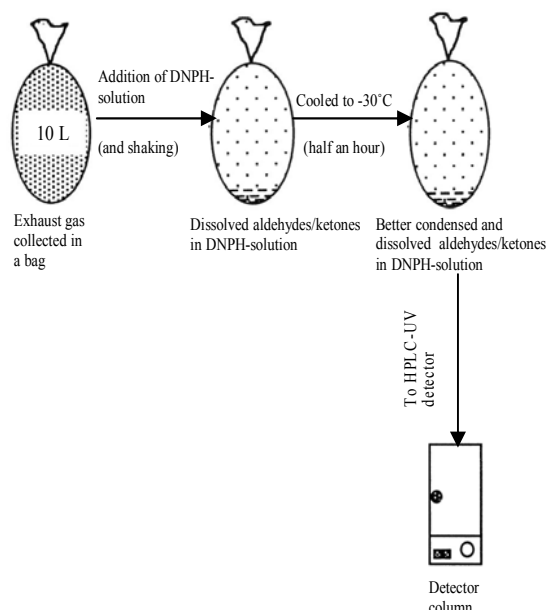 10 L
Addition of DNPH-
solution
(and shaking)
Cooled to -30°C
(half an hour)
Exhaust gas
collected in
a bag
Dissolved aldehydes/ketones
in DNPH-solution
Better condensed and
dissolved aldehydes/ketones
in DNPH-solution
To HPLC-UV
detector
Detector
column